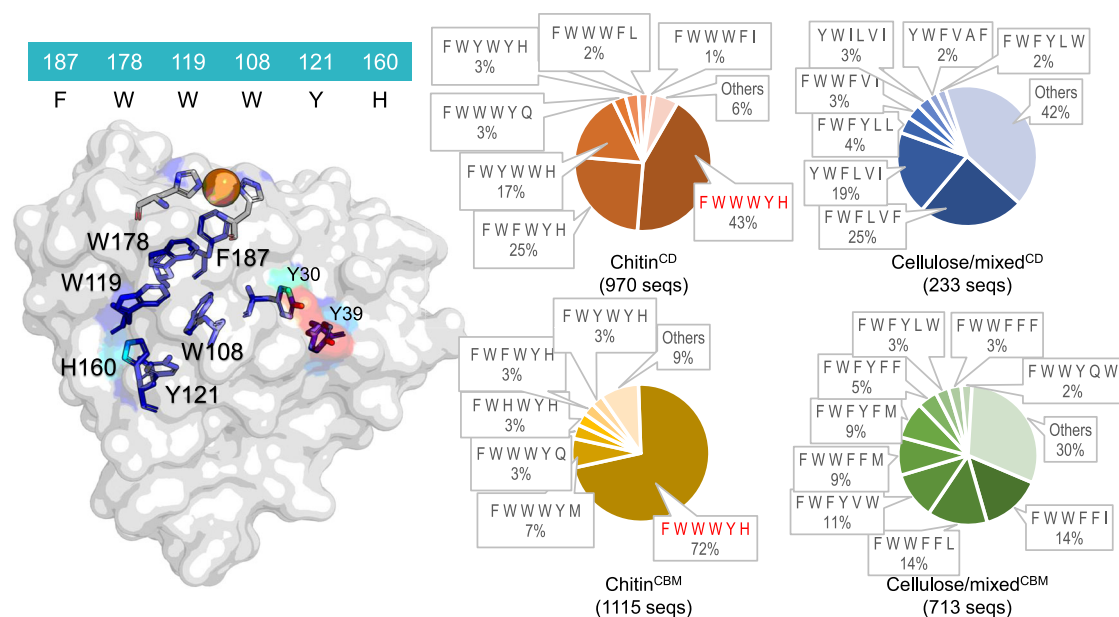 187 178 119 108 121 160
F W W W Y H
W178
F187
W119
Y30
Y39
W108
H160
Y121
F W Y W Y H
3%
F W W W F L
2%
F W W W F I
1%
Others
6%
F W W W Y Q
3%
F W Y W W H
17%
F W F W Y H
25%
F W W W Y H
43%
Chitin^CD
(970 seqs)
Y W I L V I
3%
Y W F V A F
2%
F W F Y L W
2%
F W W F V I
3%
Others
42%
F W F Y L L
4%
Y W F L V I
19%
F W F L V F
25%
Cellulose/mixed^CD
(233 seqs)
F W Y W Y H
3%
Others
9%
F W F W Y H
3%
F W H W Y H
3%
F W W W Y Q
3%
F W W W Y M
7%
F W W W Y H
72%
Chitin^CBM
(1115 seqs)
F W F Y L W
3%
F W W F F F
3%
F W W Y Q W
2%
F W F Y F F
5%
Others
30%
F W F Y F M
9%
F W W F F M
9%
F W F Y V W
11%
F W W F F L
14%
F W W F F I
14%
Cellulose/mixed^CBM
(713 seqs)